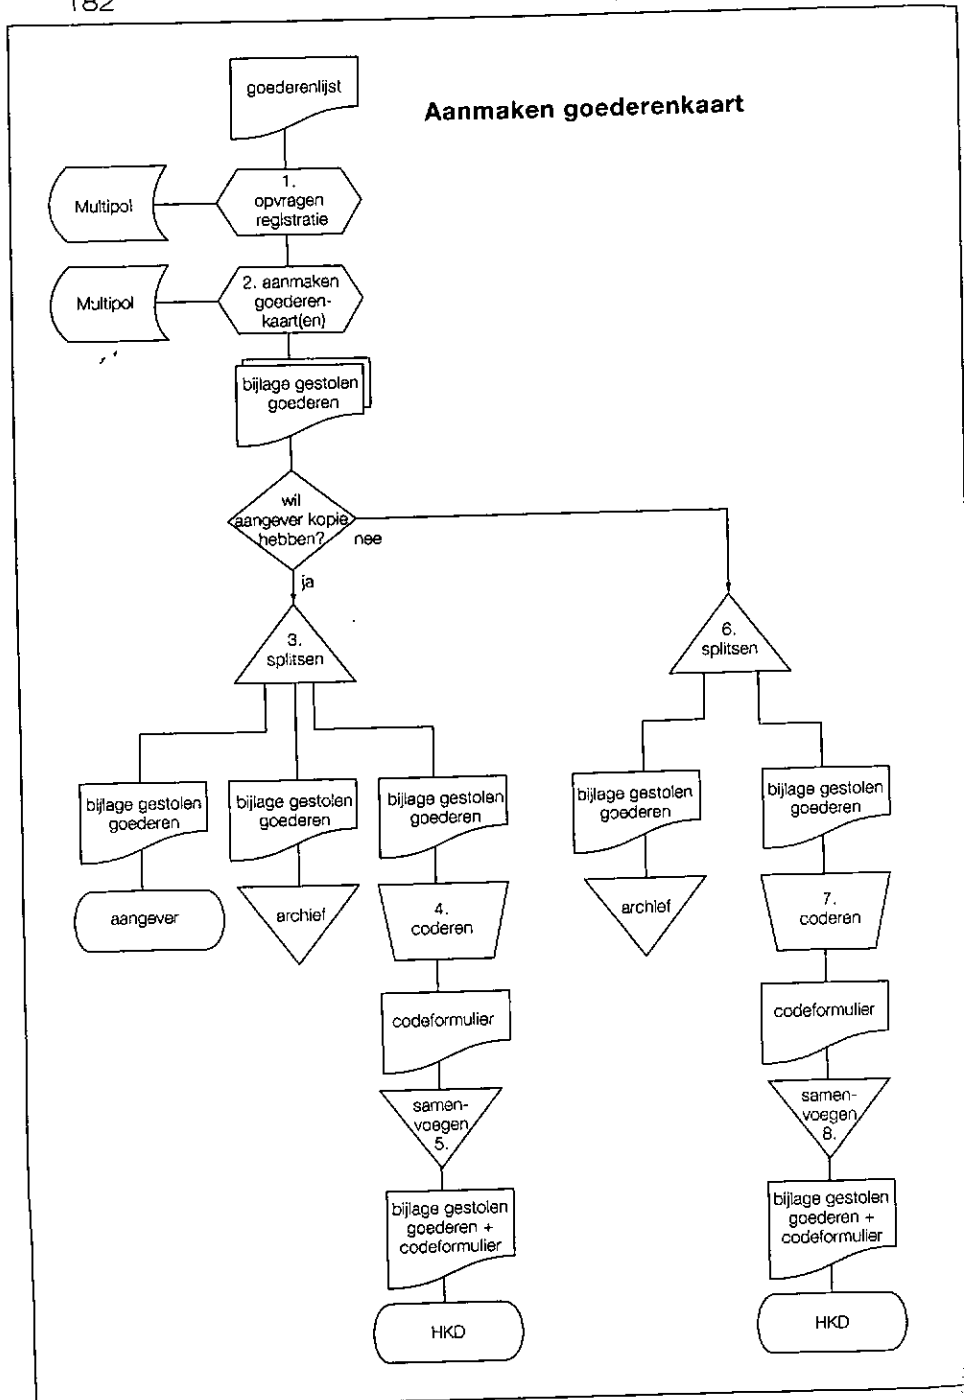 182
goederenlijst
Aanmaken goederenkaart
1.
opvragen
registratie
Multipol
2. aanmaken
goederen-
kaart(en)
Multipol
bijlage gestolen
goederen
wil
aangever kopie
hebben?
nee
ja
3.
splitsen
6.
splitsen
bijlage gestolen
goederen
bijlage gestolen
goederen
bijlage gestolen
goederen
bijlage gestolen
goederen
bijlage gestolen
goederen
aangever
archief
4.
coderen
archief
7.
coderen
codeformulier
codeformulier
samen-
voegen
5.
samen-
voegen
8.
bijlage gestolen
goederen +
codeformulier
bijlage gestolen
goederen +
codeformulier
HKD
HKD